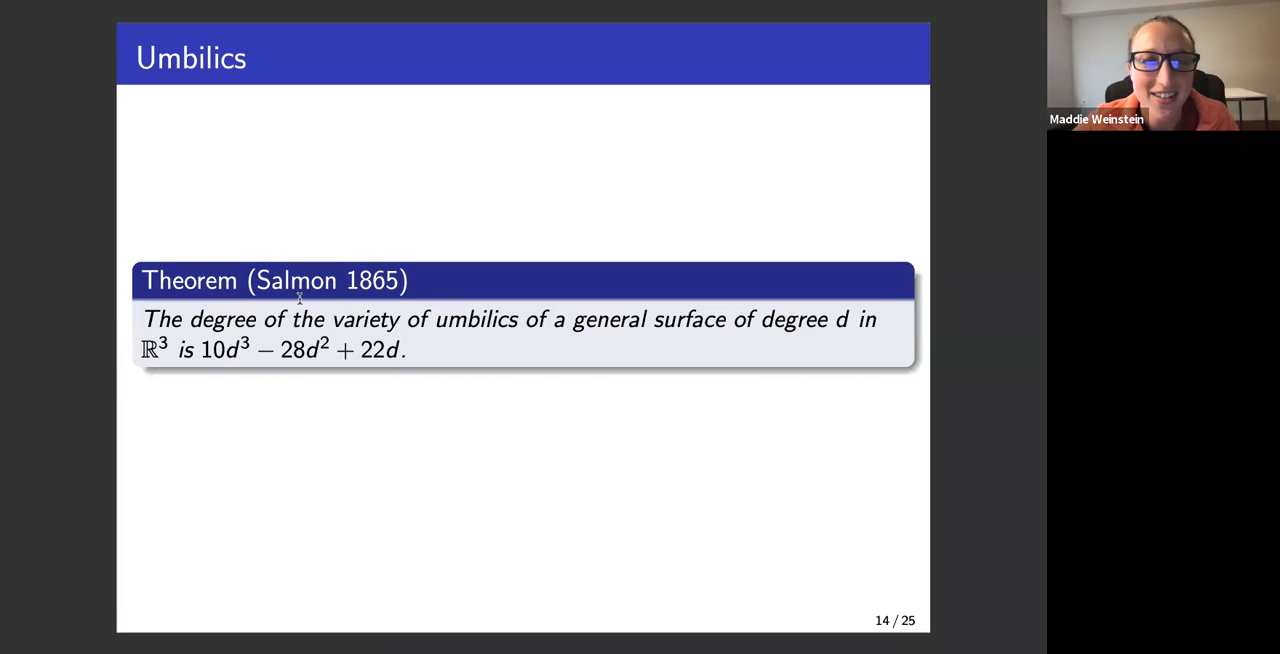 Umbilics
Maddie Weinstein
Theorem (Salmon 1865)
The degree of the variety of umbilics of a general surface of degree d in
ℝ³ is 10d³ − 28d² + 22d.
14 / 25